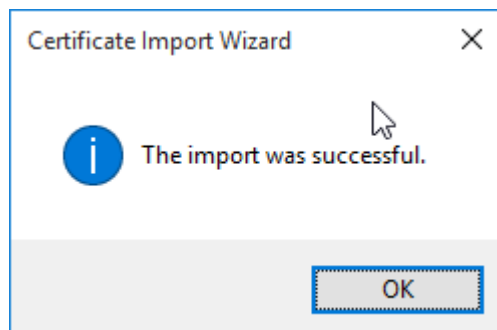 Certificate Import Wizard
The import was successful.
OK